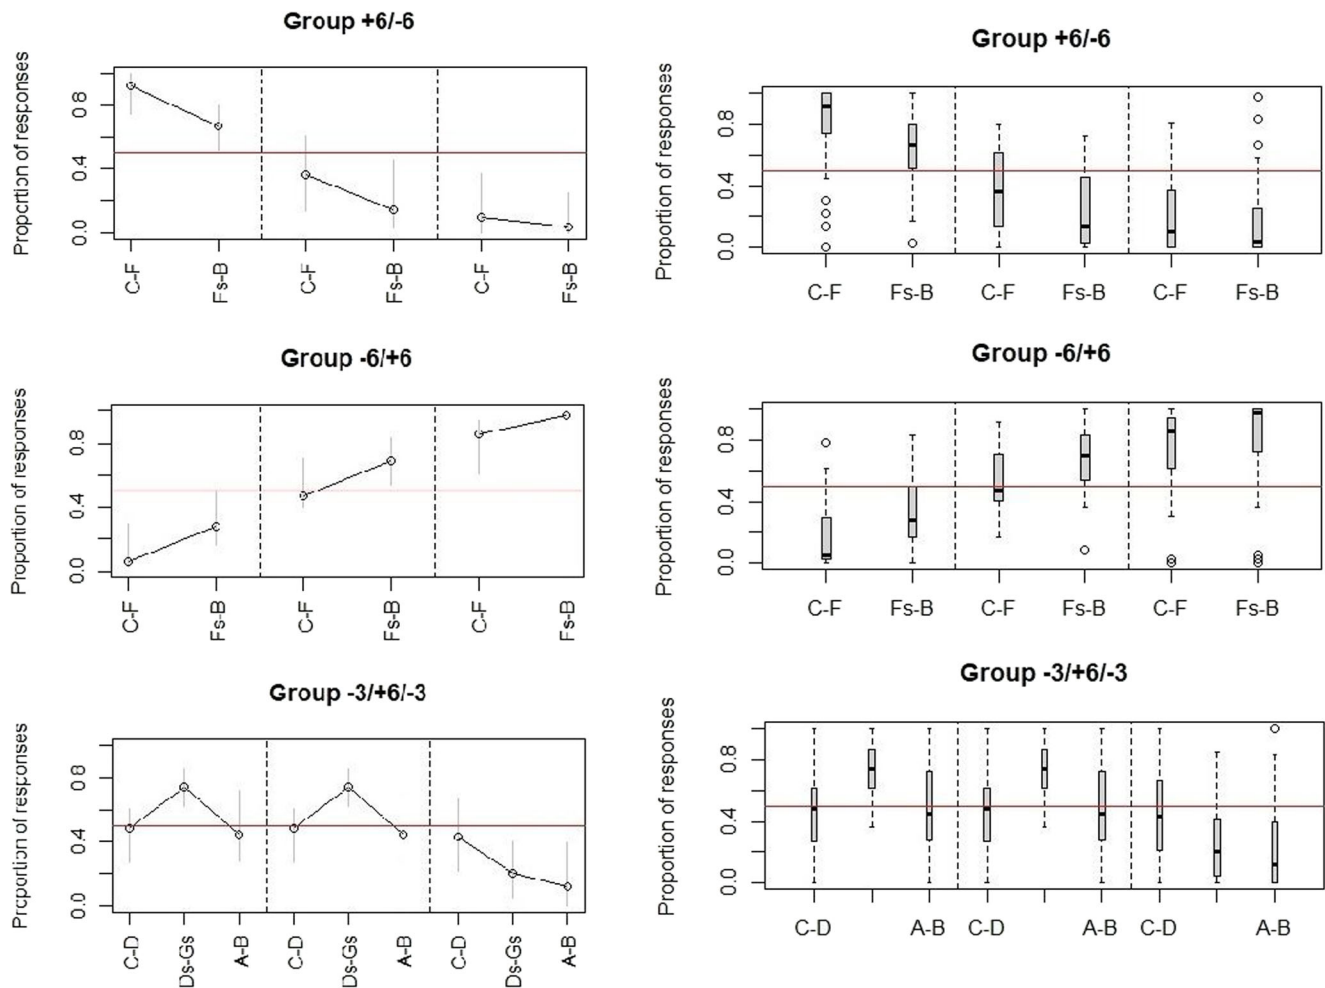 Group +6/-6
Proportion of responses
0.0 0.4 0.8
C-F Fs-B C-F Fs-B C-F Fs-B
Group +6/-6
Proportion of responses
0.0 0.4 0.8
C-F Fs-B C-F Fs-B C-F Fs-B
Group -6/+6
Proportion of responses
0.0 0.4 0.8
C-F Fs-B C-F Fs-B C-F Fs-B
Group -6/+6
Proportion of responses
0.0 0.4 0.8
C-F Fs-B C-F Fs-B C-F Fs-B
Group -3/+6/-3
Proportion of responses
0.0 0.4 0.8
C-D Ds-Gs A-B C-D Ds-Gs A-B C-D Ds-Gs A-B
Group -3/+6/-3
Proportion of responses
0.0 0.4 0.8
C-D A-B C-D A-B C-D A-B